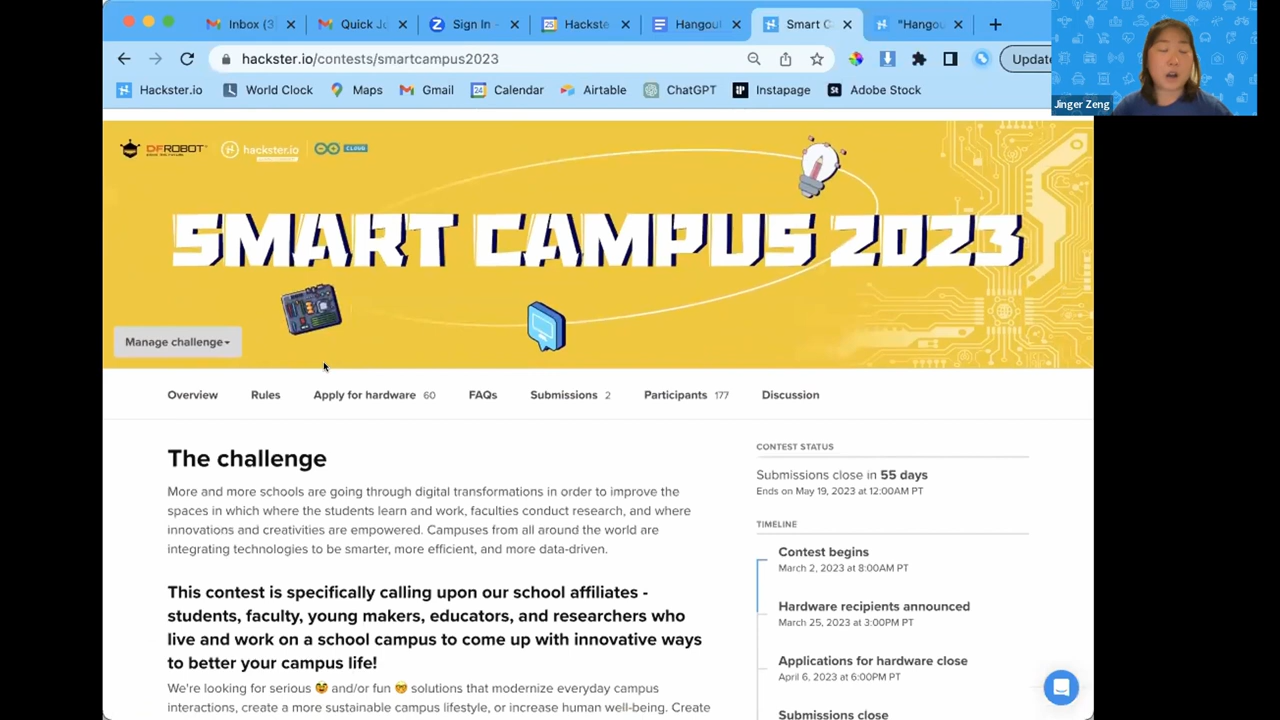 Inbox (3
Quick Jo
Sign In -
Hackste
Hangout
Smart C
"Hangou
hackster.io/contests/smartcampus2023
Update
Hackster.io
World Clock
Maps
Gmail
Calendar
Airtable
ChatGPT
Instapage
Adobe Stock
Jinger Zeng
DFROBOT
hackster.io
CLOUD
SMART CAMPUS 2023
Manage challenge
Overview
Rules
Apply for hardware 60
FAQs
Submissions 2
Participants 177
Discussion
The challenge
More and more schools are going through digital transformations in order to improve the
spaces in which where the students learn and work, faculties conduct research, and where
innovations and creativities are empowered. Campuses from all around the world are
integrating technologies to be smarter, more efficient, and more data-driven.
This contest is specifically calling upon our school affiliates -
students, faculty, young makers, educators, and researchers who
live and work on a school campus to come up with innovative ways
to better your campus life!
We're looking for serious 🤓 and/or fun 🤓 solutions that modernize everyday campus
interactions, create a more sustainable campus lifestyle, or increase human well-being. Create
CONTEST STATUS
Submissions close in 55 days
Ends on May 19, 2023 at 12:00AM PT
TIMELINE
Contest begins
March 2, 2023 at 8:00AM PT
Hardware recipients announced
March 25, 2023 at 3:00PM PT
Applications for hardware close
April 6, 2023 at 6:00PM PT
Submissions close